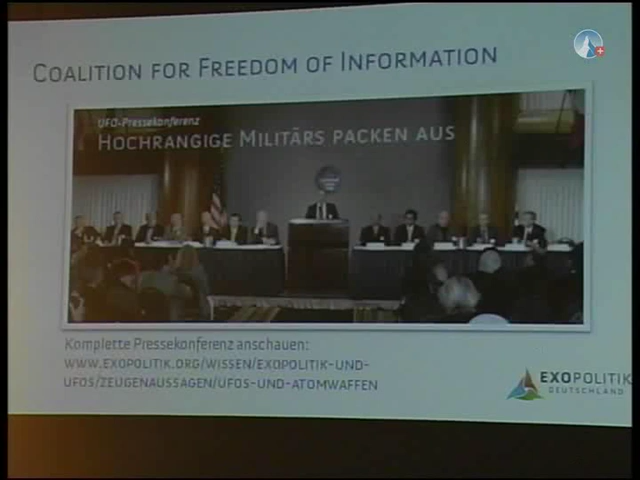 COALITION FOR FREEDOM OF INFORMATION
UFO-Pressekonferenz
HOCHRANGIGE MILITÄRS PACKEN AUS
Komplette Pressekonferenz anschauen:
WWW.EXOPOLITIK.ORG/WISSEN/EXOPOLITIK-UND-
UFOS/ZEUGENAUSSAGEN/UFOS-UND-ATOMWAFFEN
EXOPOLITIK
DEUTSCHLAND